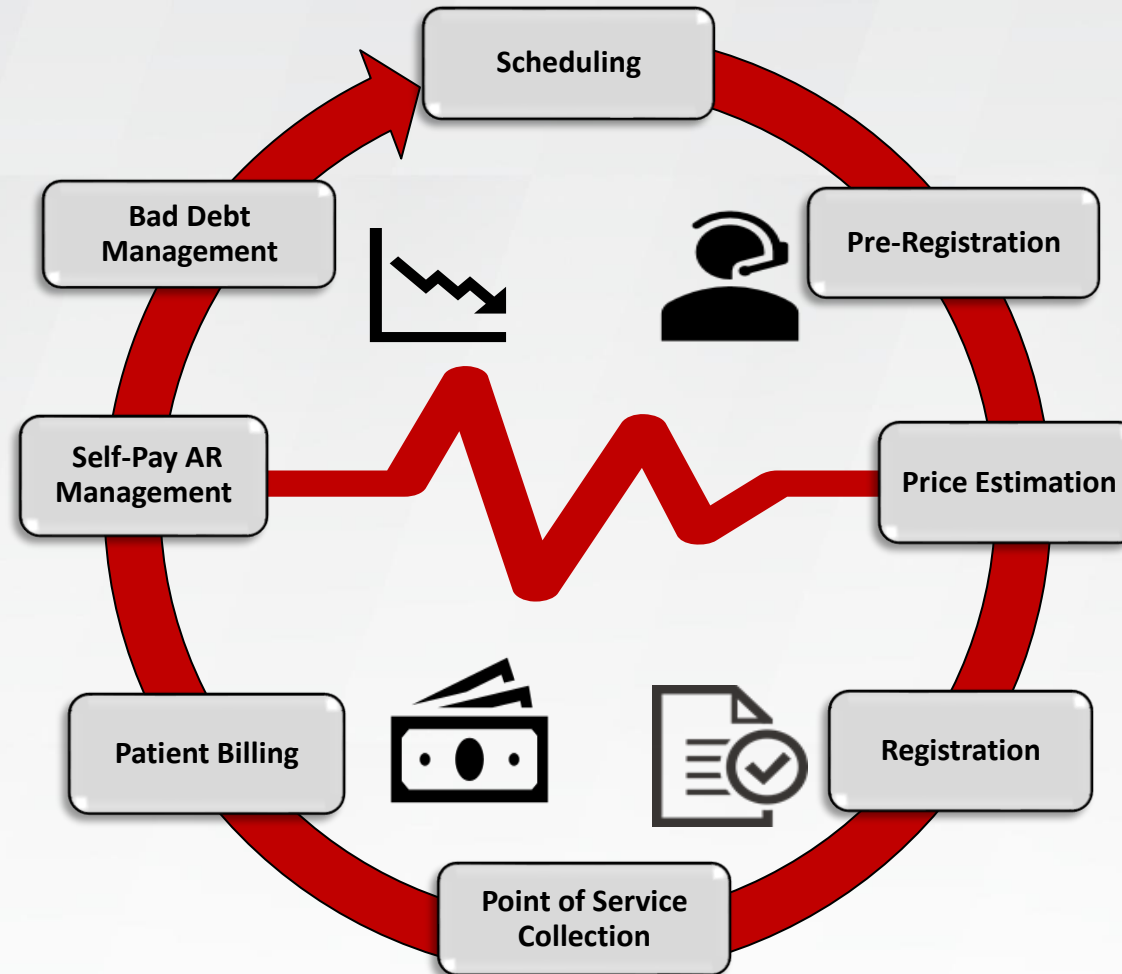 Scheduling
Pre-Registration
Price Estimation
Registration
Point of Service
Collection
Patient Billing
Self-Pay AR
Management
Bad Debt
Management